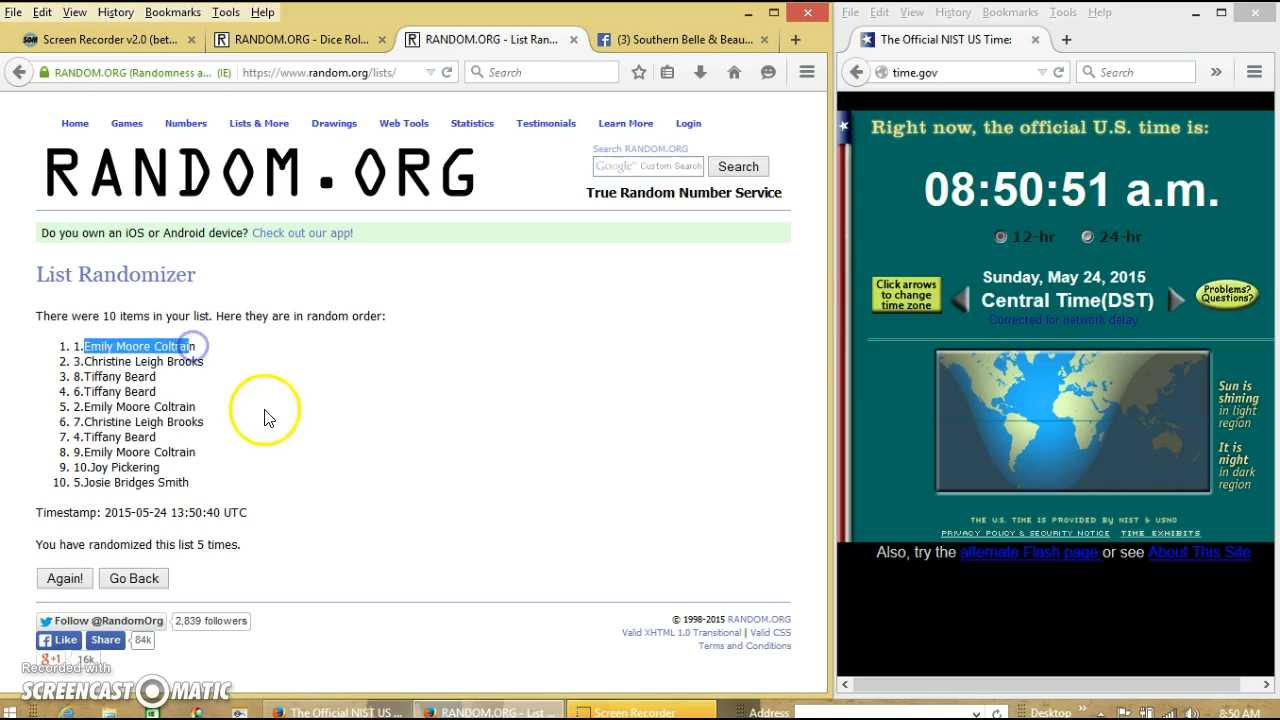 File Edit View History Bookmarks Tools Help
Screen Recorder v2.0 (bet...
RANDOM.ORG - Dice Rol...
RANDOM.ORG - List Ran...
(3) Southern Belle & Beau...
RANDOM.ORG (Randomness a... (IE)
https://www.random.org/lists/
Search
Home Games Numbers Lists & More Drawings Web Tools Statistics Testimonials Learn More Login
RANDOM.ORG
Search RANDOM.ORG
Google™ Custom Search
Search
True Random Number Service
Do you own an iOS or Android device? Check out our app!
List Randomizer
There were 10 items in your list. Here they are in random order:
1. 1.Emily Moore Coltrain
2. 3.Christine Leigh Brooks
3. 8.Tiffany Beard
4. 6.Tiffany Beard
5. 2.Emily Moore Coltrain
6. 7.Christine Leigh Brooks
7. 4.Tiffany Beard
8. 9.Emily Moore Coltrain
9. 10.Joy Pickering
10. 5.Josie Bridges Smith
Timestamp: 2015-05-24 13:50:40 UTC
You have randomized this list 5 times.
Again! Go Back
Follow @RandomOrg 2,839 followers
Like Share 84k
g+1 16k
© 1998-2015 RANDOM.ORG
Valid XHTML 1.0 Transitional | Valid CSS
Terms and Conditions
Recorded with
SCREENCAST-O-MATIC
File Edit View History Bookmarks Tools Help
The Official NIST US Time:
time.gov
Search
Right now, the official U.S. time is:
08:50:51 a.m.
12-hr 24-hr
Click arrows
to change
time zone
Sunday, May 24, 2015
Central Time(DST)
Corrected for network delay
Problems?
Questions?
Sun is
shining
in light
region
It is
night
in dark
region
THE U.S. TIME IS PROVIDED BY NIST & USNO
PRIVACY POLICY & SECURITY NOTICE TIME EXHIBITS
Also, try the alternate Flash page or see About This Site
The Official NIST US ...
RANDOM.ORG - List ...
Screen Recorder
Address
Desktop
8:50 AM